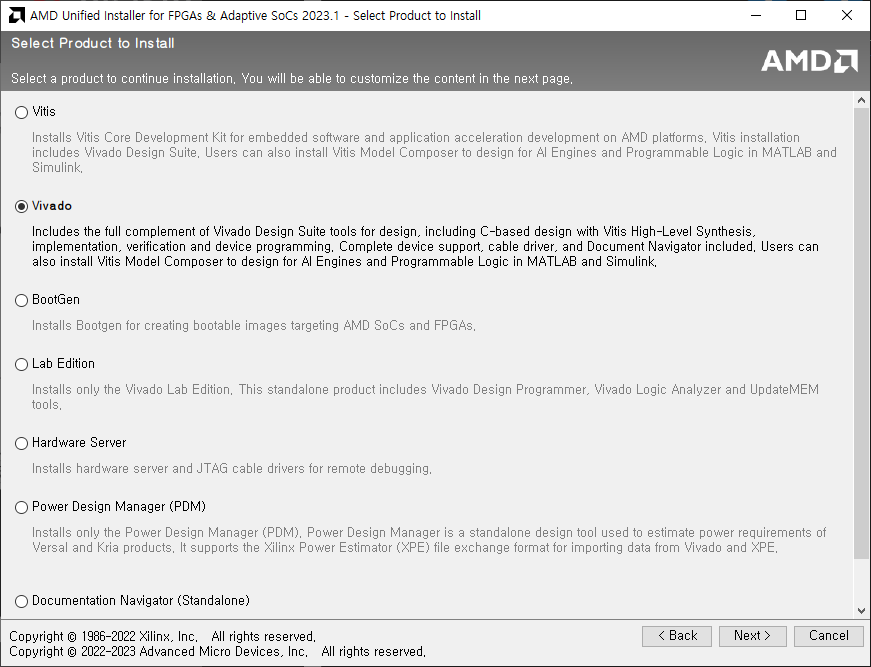 AMD Unified Installer for FPGAs & Adaptive SoCs 2023.1 - Select Product to Install
Select Product to Install
AMD
Select a product to continue installation. You will be able to customize the content in the next page.
Vitis
Installs Vitis Core Development Kit for embedded software and application acceleration development on AMD platforms. Vitis installation
includes Vivado Design Suite. Users can also install Vitis Model Composer to design for AI Engines and Programmable Logic in MATLAB and
Simulink.
Vivado
Includes the full complement of Vivado Design Suite tools for design, including C-based design with Vitis High-Level Synthesis,
implementation, verification and device programming. Complete device support, cable driver, and Document Navigator included. Users can
also install Vitis Model Composer to design for AI Engines and Programmable Logic in MATLAB and Simulink.
BootGen
Installs Bootgen for creating bootable images targeting AMD SoCs and FPGAs.
Lab Edition
Installs only the Vivado Lab Edition. This standalone product includes Vivado Design Programmer, Vivado Logic Analyzer and UpdateMEM
tools.
Hardware Server
Installs hardware server and JTAG cable drivers for remote debugging.
Power Design Manager (PDM)
Installs only the Power Design Manager (PDM). Power Design Manager is a standalone design tool used to estimate power requirements of
Versal and Kria products. It supports the Xilinx Power Estimator (XPE) file exchange format for importing data from Vivado and XPE.
Documentation Navigator (Standalone)
Copyright © 1986-2022 Xilinx, Inc. All rights reserved.
Copyright © 2022-2023 Advanced Micro Devices, Inc. All rights reserved.
< Back
Next >
Cancel